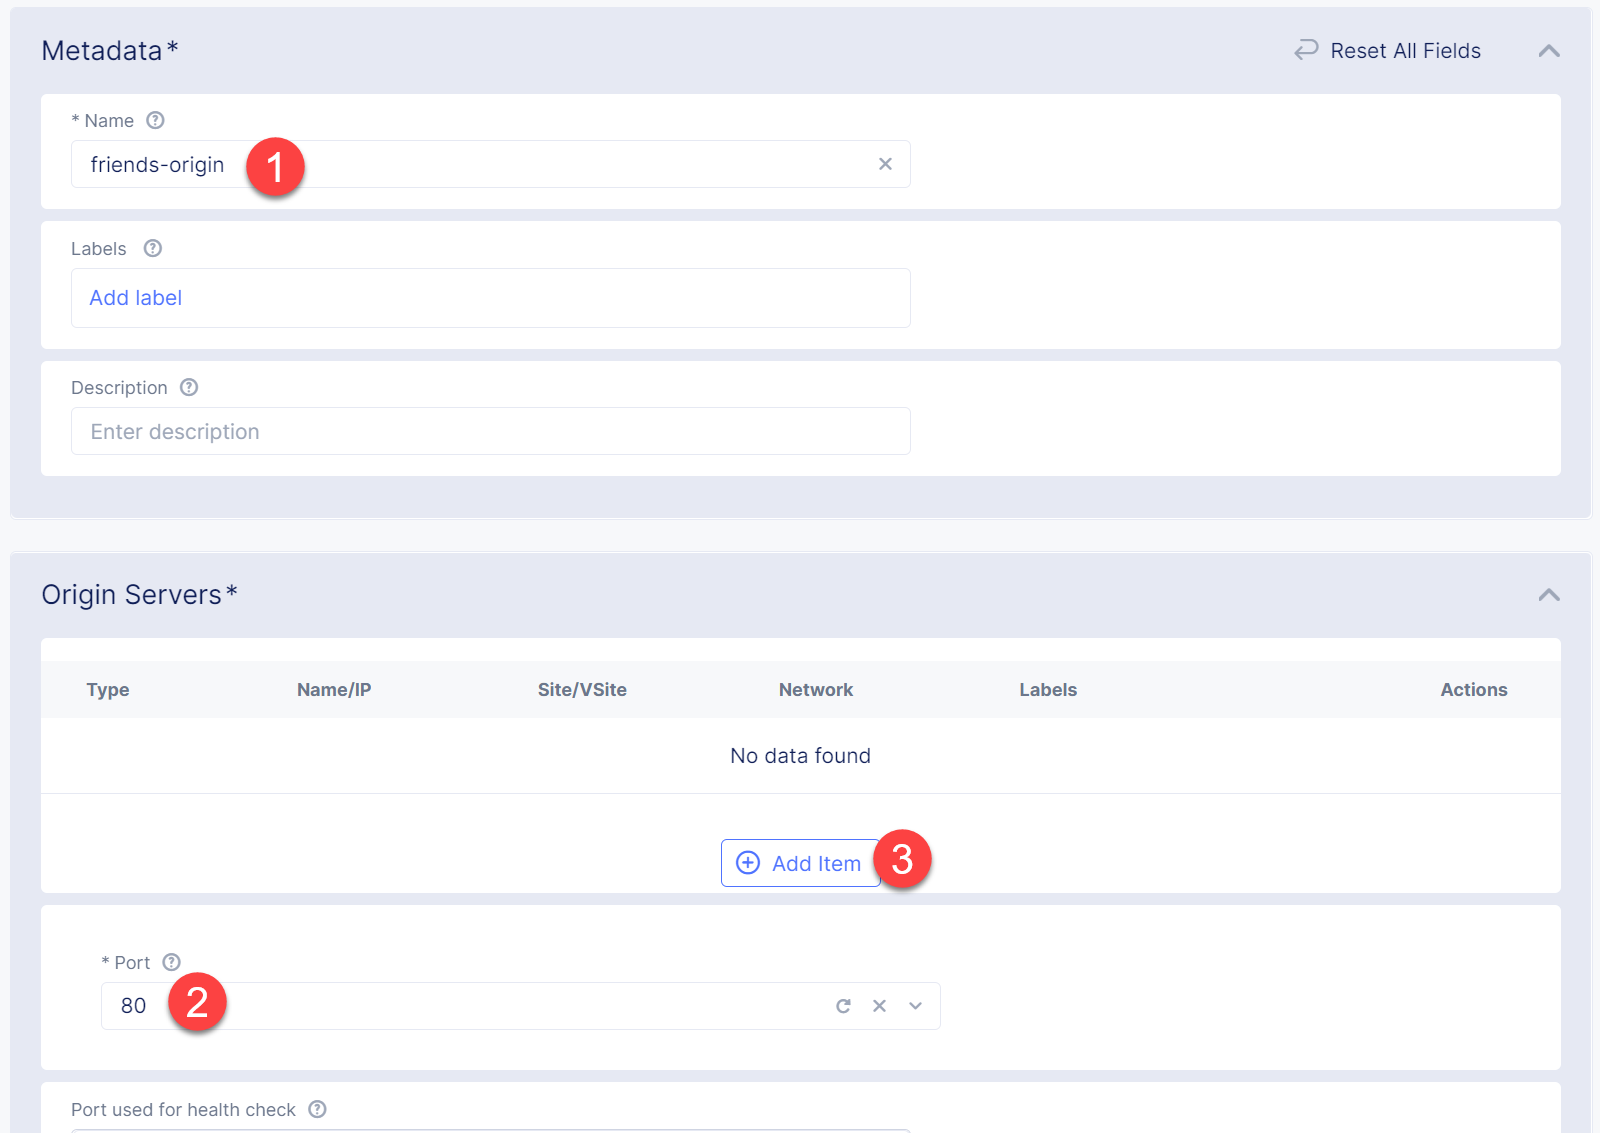 Metadata*
Reset All Fields
* Name
friends-origin
1
Labels
Add label
Description
Enter description
Origin Servers*
Type Name/IP Site/VSite Network Labels Actions
No data found
Add Item
3
* Port
80
2
Port used for health check